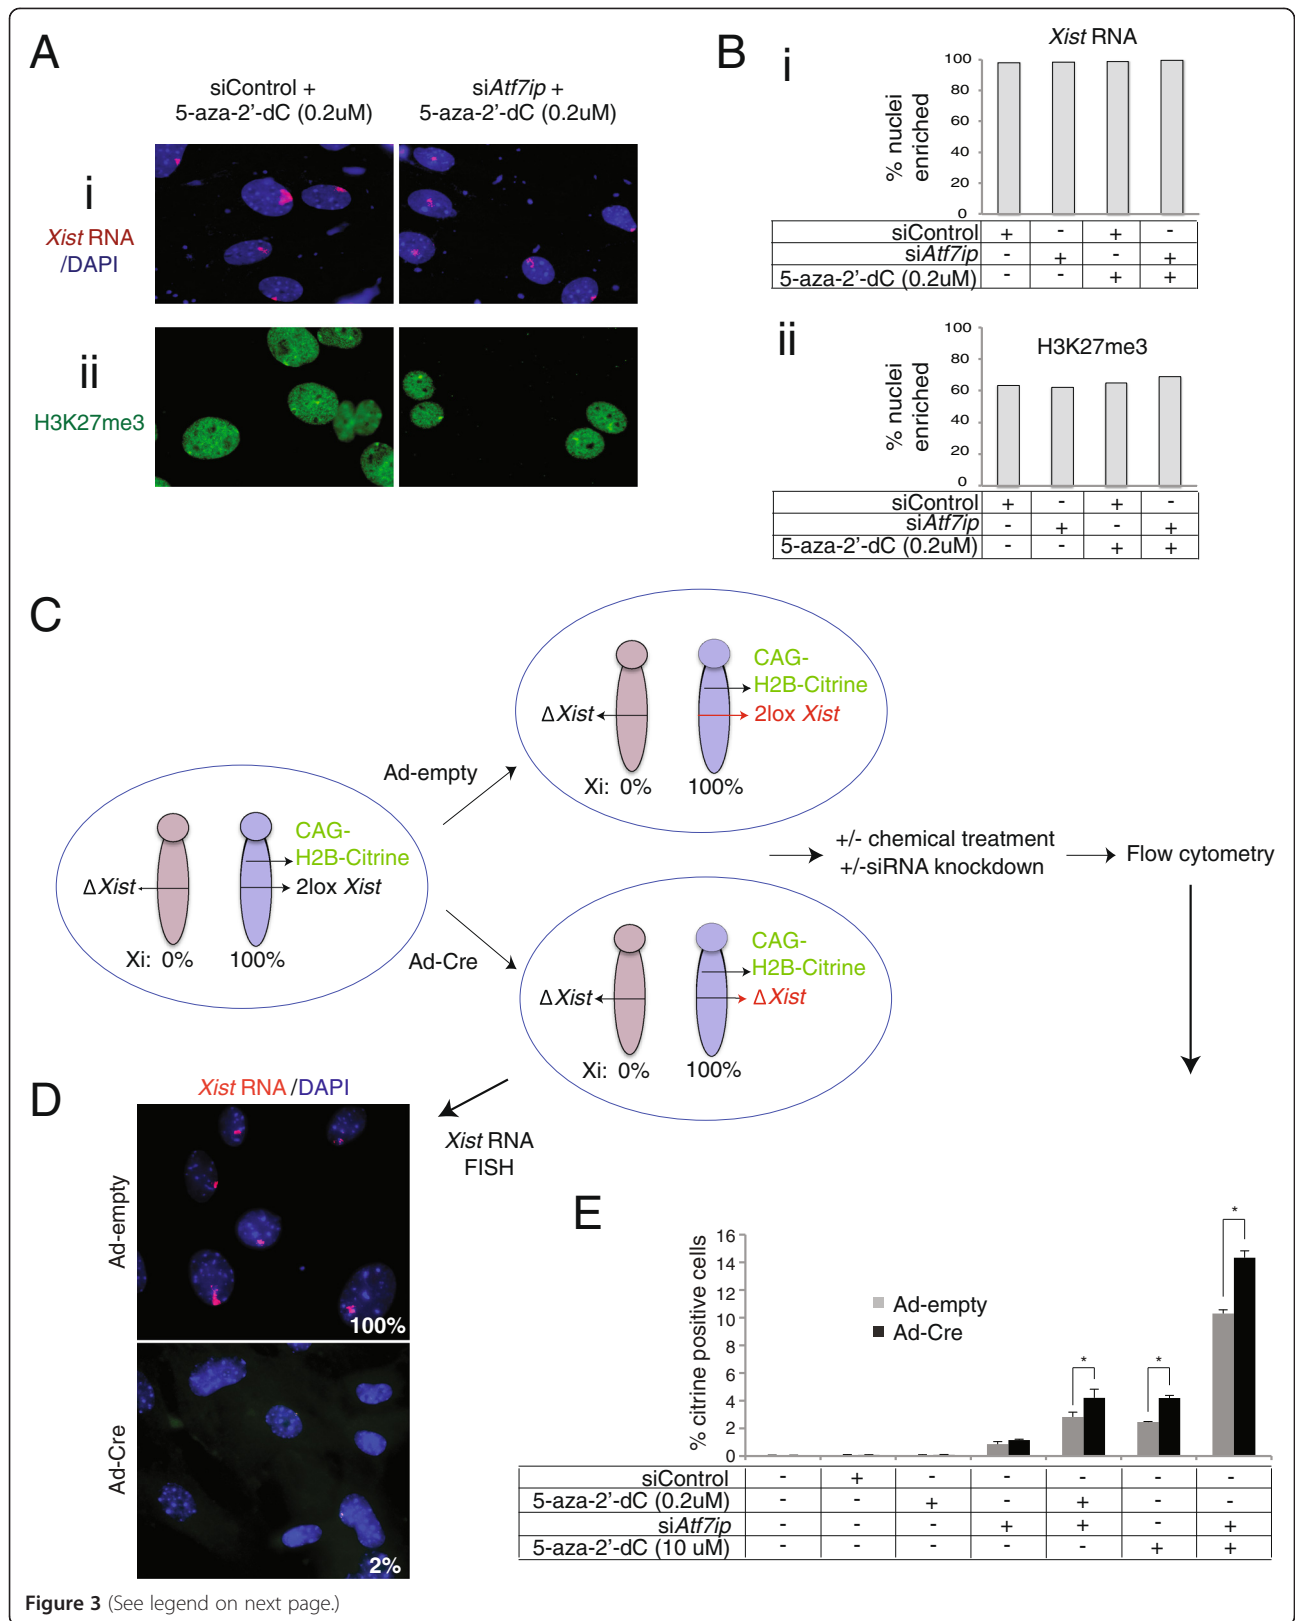 A
siControl +
5-aza-2'-dC (0.2uM)
siAtf7ip +
5-aza-2'-dC (0.2uM)
i
Xist RNA
/DAPI
ii
H3K27me3
B
i
Xist RNA
% nuclei
enriched
100
80
60
40
20
0
siControl + - + -
siAtf7ip - + - +
5-aza-2'-dC (0.2uM) - - + +
ii
H3K27me3
% nuclei
enriched
100
80
60
40
20
0
siControl + - + -
siAtf7ip - + - +
5-aza-2'-dC (0.2uM) - - + +
C
ΔXist
CAG-
H2B-Citrine
2lox Xist
Xi: 0% 100%
Ad-empty
Ad-Cre
CAG-
H2B-Citrine
ΔXist
2lox Xist
Xi: 0% 100%
CAG-
H2B-Citrine
ΔXist
ΔXist
Xi: 0% 100%
+/- chemical treatment
+/-siRNA knockdown
Flow cytometry
Xist RNA
FISH
D
Xist RNA /DAPI
Ad-empty
100%
Ad-Cre
2%
E
% citrine positive cells
16
14
12
10
8
6
4
2
0
Ad-empty
Ad-Cre
*
*
*
siControl - + - - - - -
5-aza-2'-dC (0.2uM) - - + - + - -
siAtf7ip - - - + + - +
5-aza-2'-dC (10 uM) - - - - - + +
Figure 3 (See legend on next page.)